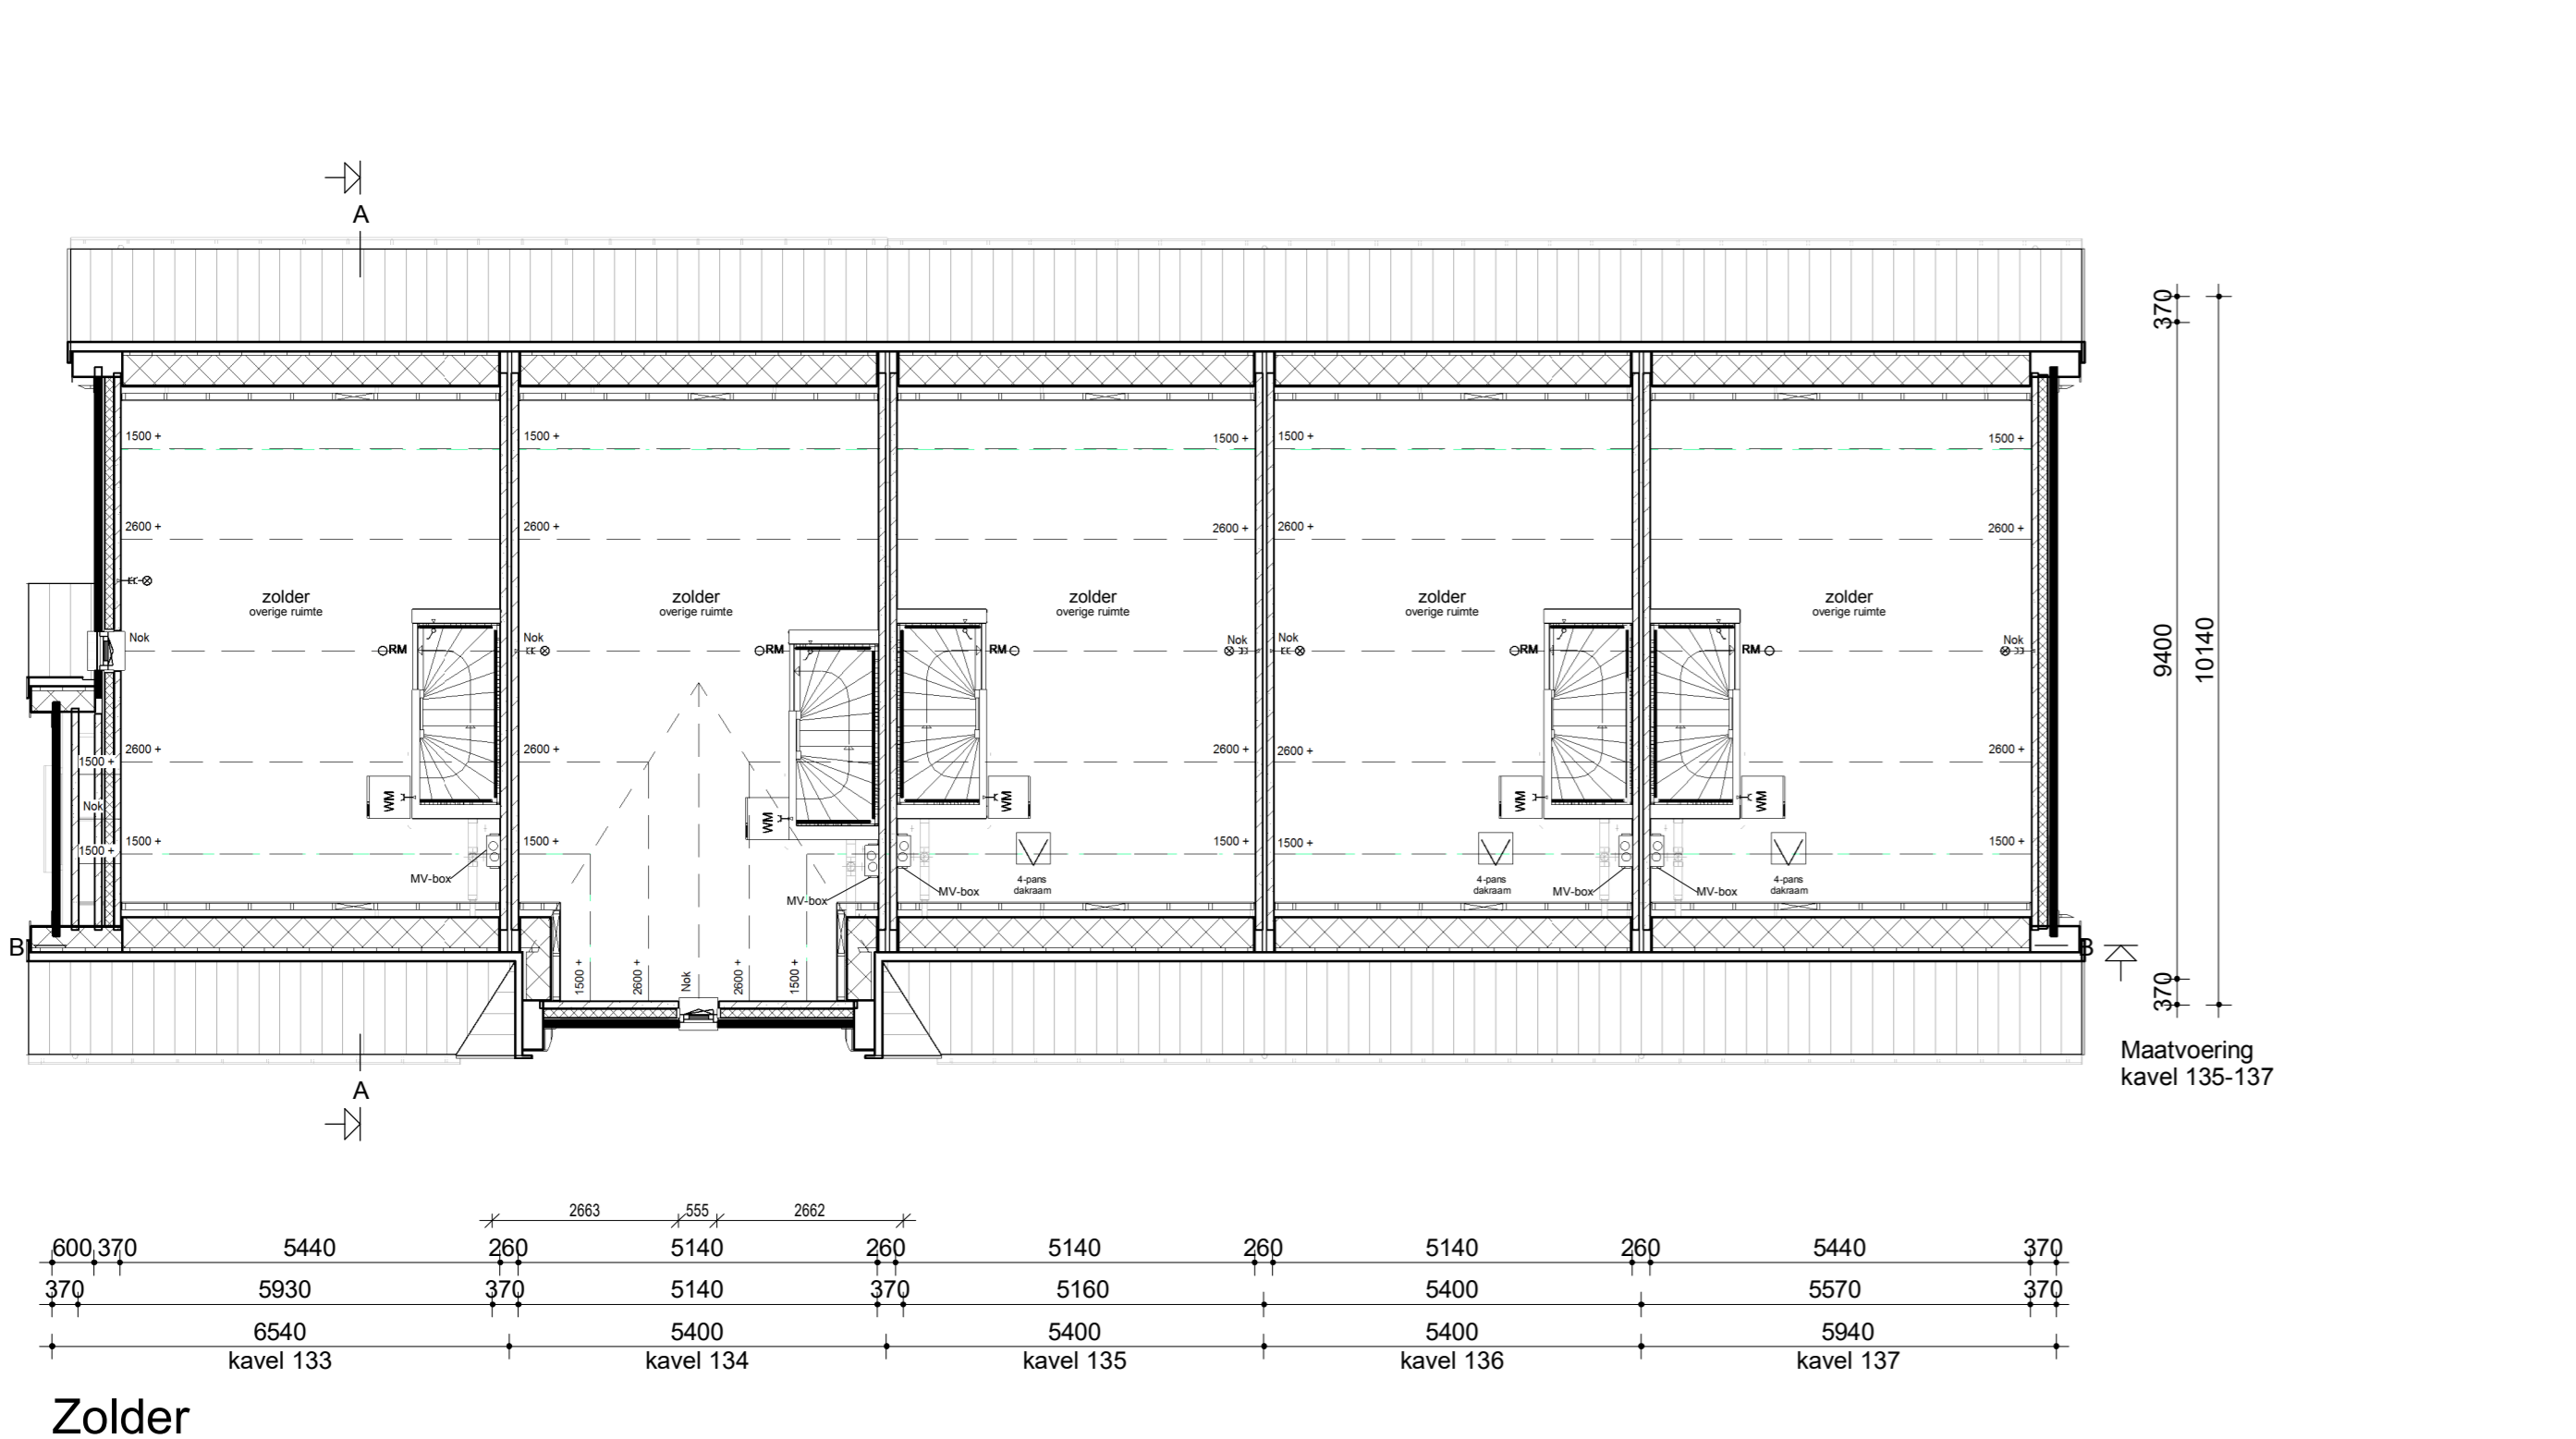 A
370
1500 +
1500 +
1500 +
1500 +
1500 +
2600 +
2600 +
2600 +
2600 +
2600 +
zolder
overige ruimte
zolder
overige ruimte
zolder
overige ruimte
zolder
overige ruimte
zolder
overige ruimte
Nok
RM
Nok
RM
RM
Nok
Nok
RM
RM
Nok
9400
10140
2600 +
2600 +
2600 +
2600 +
2600 +
1500 +
Nok
1500 +
WM
WM
WM
WM
WM
1500 +
1500 +
1500 +
1500 +
1500 +
MV-box
MV-box
MV-box
4-pans
dakraam
4-pans
dakraam
MV-box
MV-box
4-pans
dakraam
B
B
1500 +
2600 +
Nok
2600 +
1500 +
370
Maatvoering
kavel 135-137
A
2663 555 2662
600 370 5440 260 5140 260 5140 260 5140 260 5440 370
370 5930 370 5140 370 5160 5400 5570 370
6540 5400 5400 5400 5940
kavel 133 kavel 134 kavel 135 kavel 136 kavel 137
Zolder